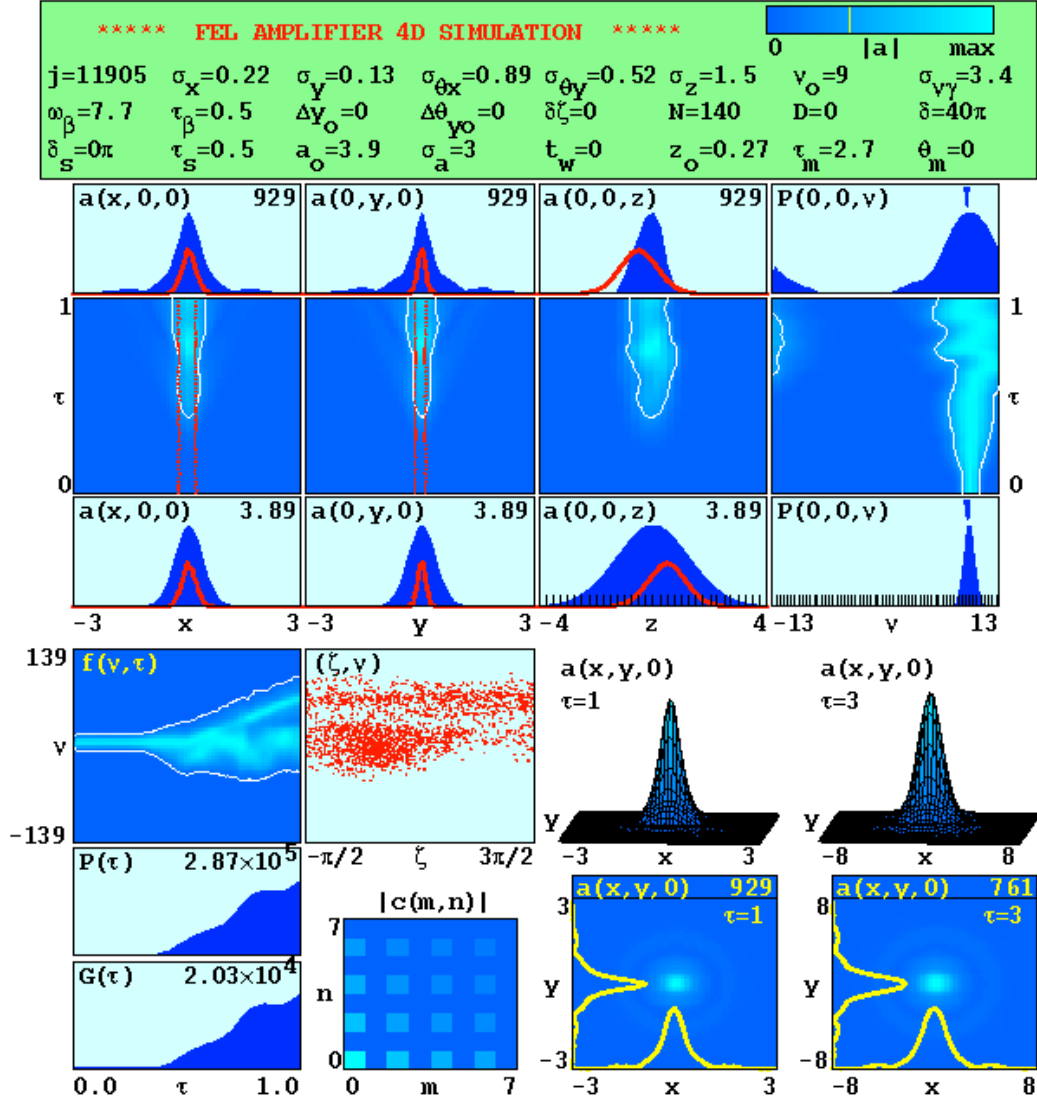 ***** FEL AMPLIFIER 4D SIMULATION *****
0 |a| max
j=11905 σx=0.22 σy=0.13 σθx=0.89 σθy=0.52 σz=1.5 νo=9 σνγ=3.4
ωβ=7.7 τβ=0.5 Δyo=0 Δθyo=0 δζ=0 N=140 D=0 δ=40π
δs=0π τs=0.5 ao=3.9 σa=3 tw=0 zo=0.27 τm=2.7 θm=0
a(x,0,0) 929 a(0,y,0) 929 a(0,0,z) 929 P(0,0,ν)
1 1
τ τ
0 0
a(x,0,0) 3.89 a(0,y,0) 3.89 a(0,0,z) 3.89 P(0,0,ν)
-3 x 3 -3 y 3 -4 z 4 -13 ν 13
139 f(ν,τ) (ζ,ν) a(x,y,0) a(x,y,0)
τ=1 τ=3
ν
y y
-139
-π/2 ζ 3π/2 -3 x 3 -8 x 8
P(τ) 2.87×10⁵
a(x,y,0) 929 a(x,y,0) 761
|c(m,n)|
3 τ=1 8 τ=3
7
G(τ) 2.03×10⁴
n y y
0 -3 -8
0.0 τ 1.0 0 m 7 -3 x 3 -8 x 8